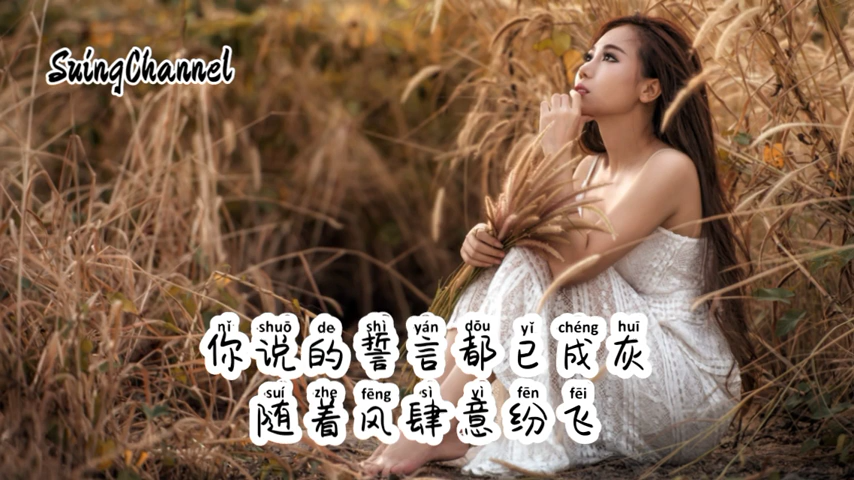 SuingChannel
nǐ shuō de shì yán dōu yǐ chéng huī
你说的誓言都已成灰
suí zhe fēng sì yì fēn fēi
随着风肆意纷飞